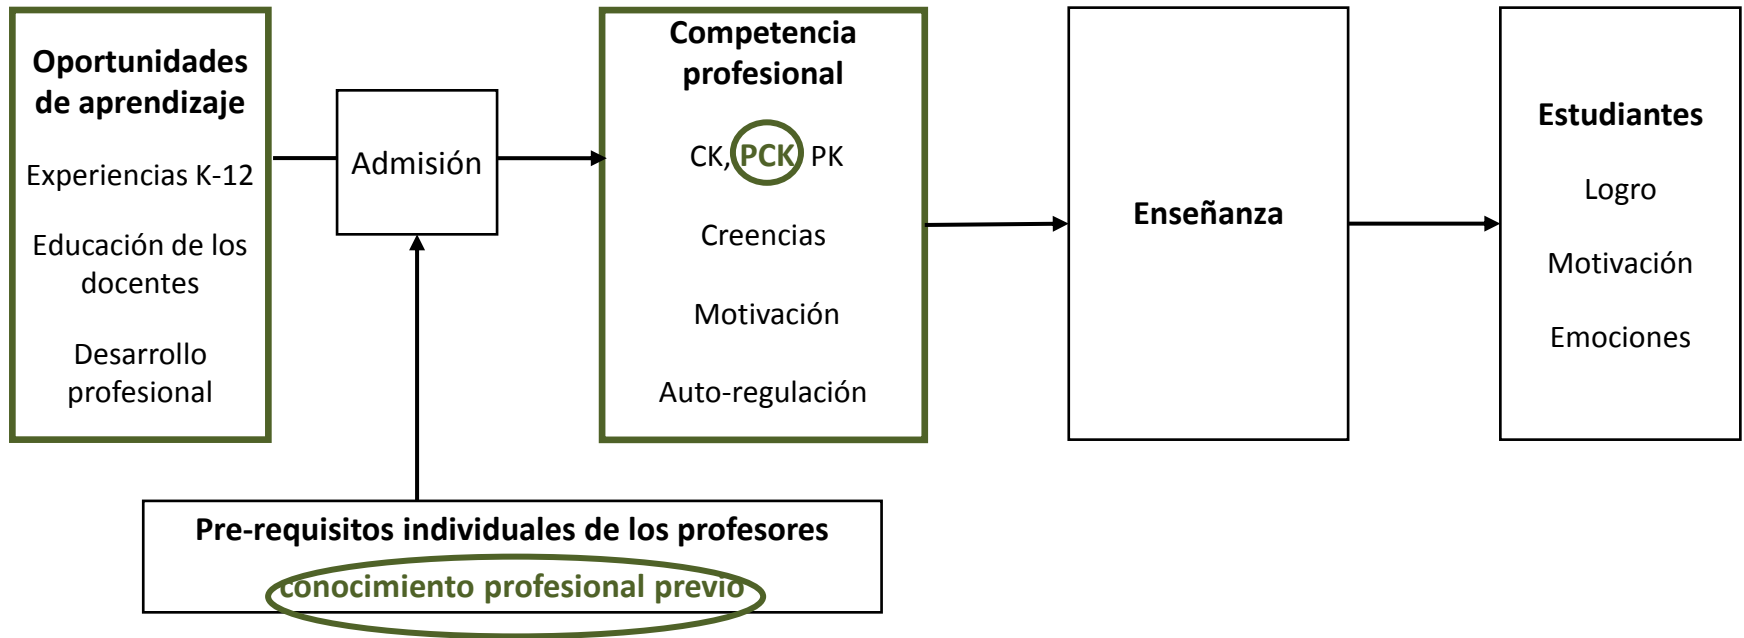 Oportunidades
de aprendizaje
Experiencias K-12
Educación de los
docentes
Desarrollo
profesional
Admisión
Competencia
profesional
CK, PCK PK
Creencias
Motivación
Auto-regulación
Enseñanza
Estudiantes
Logro
Motivación
Emociones
Pre-requisitos individuales de los profesores
conocimiento profesional previo